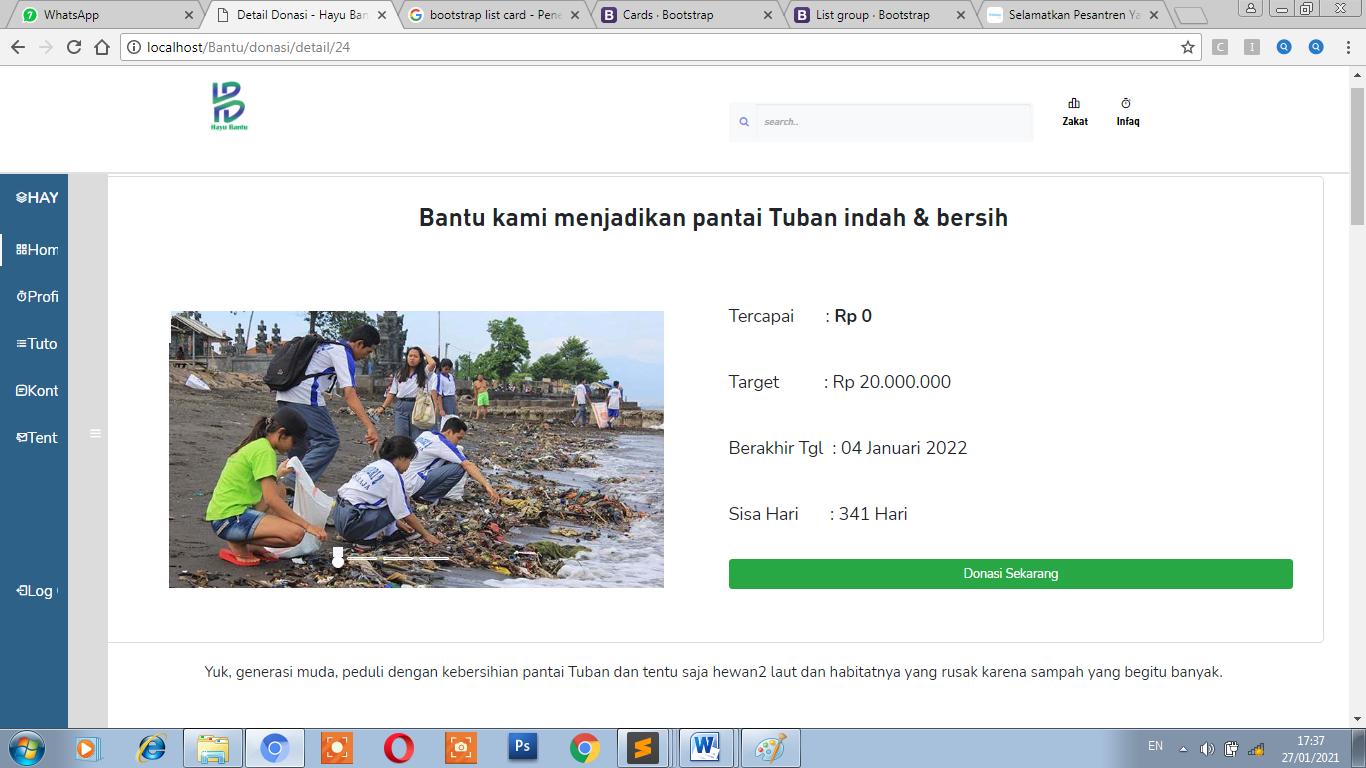 WhatsApp
Detail Donasi - Hayu Ban
bootstrap list card - Pene
Cards · Bootstrap
List group · Bootstrap
Selamatkan Pesantren Ya
localhost/Bantu/donasi/detail/24
Hayu Bantu
search..
Zakat
Infaq
HAY
Hom
Profi
Tuto
Kont
Tent
Log
Bantu kami menjadikan pantai Tuban indah & bersih
Tercapai : Rp 0
Target : Rp 20.000.000
Berakhir Tgl : 04 Januari 2022
Sisa Hari : 341 Hari
Donasi Sekarang
Yuk, generasi muda, peduli dengan kebersihian pantai Tuban dan tentu saja hewan2 laut dan habitatnya yang rusak karena sampah yang begitu banyak.
Ps
EN
17:37
27/01/2021